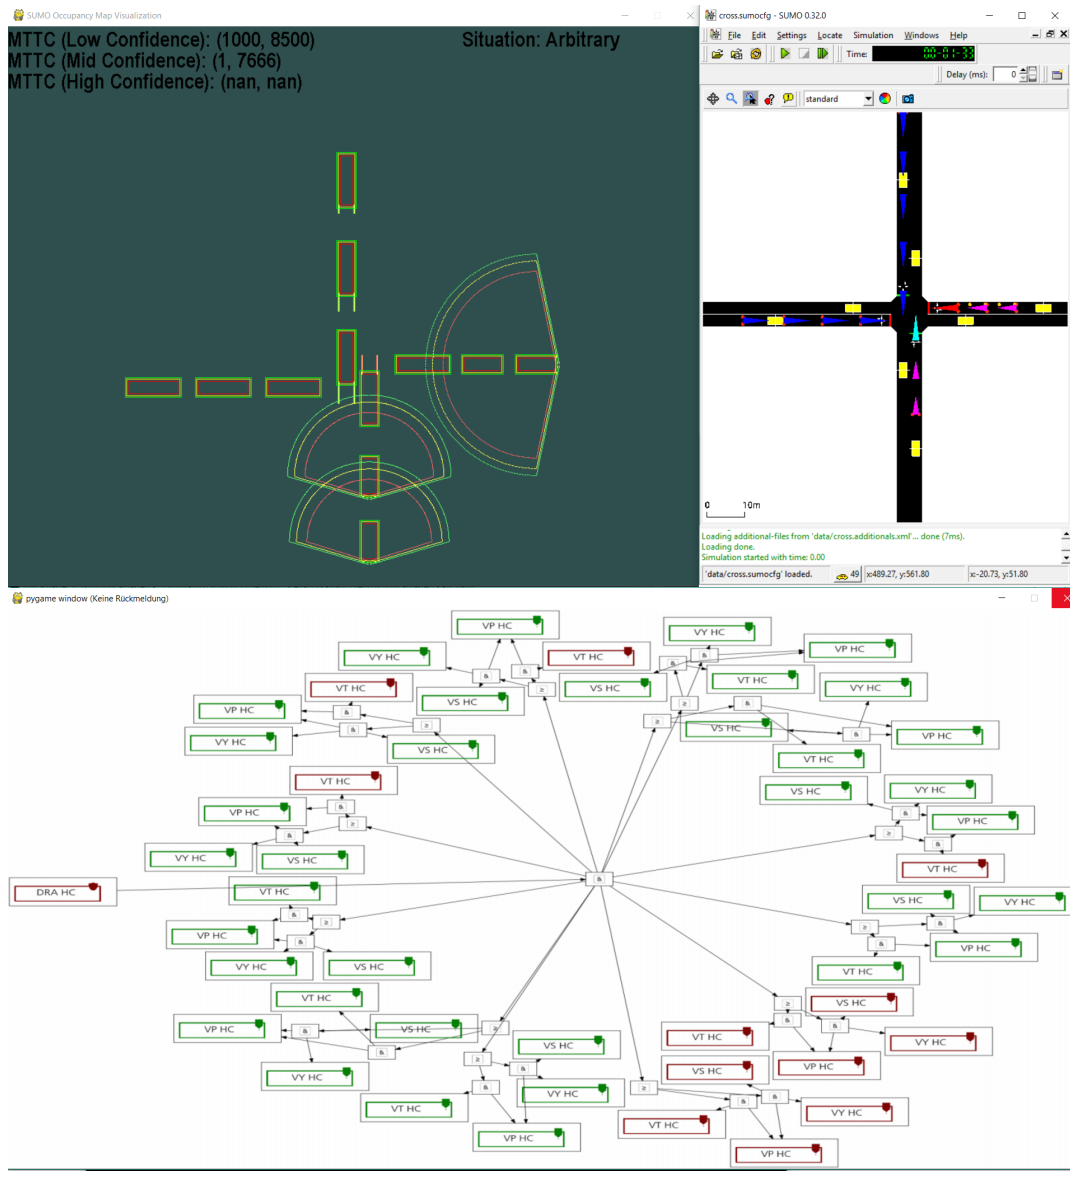 SUMO Occupancy Map Visualization
MTTC (Low Confidence): (1000, 8500)
Situation: Arbitrary
MTTC (Mid Confidence): (1, 7666)
MTTC (High Confidence): (nan, nan)
cross.sumocfg - SUMO 0.32.0
File Edit Settings Locate Simulation Windows Help
Time: 00-01-33
Delay (ms): 0
standard
0 10m
Loading additional-files from 'data/cross.additionals.xml'... done (7ms).
Loading done.
Simulation started with time: 0.00
'data/cross.sumocfg' loaded. 49 x:489.27, y:561.80 x:-20.73, y:51.80
pygame window (Keine Rückmeldung)
VP HC
VY HC
VY HC
VT HC
VP HC
&
&
&
&
VT HC
VS HC
VT HC
VY HC
&
≥
VS HC
&
VP HC
&
≥
≥
VS HC
&
VP HC
VY HC
&
VS HC
&
VT HC
VT HC
VS HC
VY HC
VP HC
&
≥
&
VP HC
&
≥
&
VY HC
VS HC
VT HC
&
DRA HC
VT HC
VS HC
VY HC
&
≥
&
VP HC
≥
&
&
VP HC
VY HC
VS HC
VT HC
VT HC
≥
VS HC
VP HC
&
VS HC
≥
&
&
VT HC
VY HC
&
VS HC
≥
&
VP HC
VY HC
&
VS HC
≥
&
VY HC
&
&
VT HC
VY HC
VT HC
VP HC
VP HC